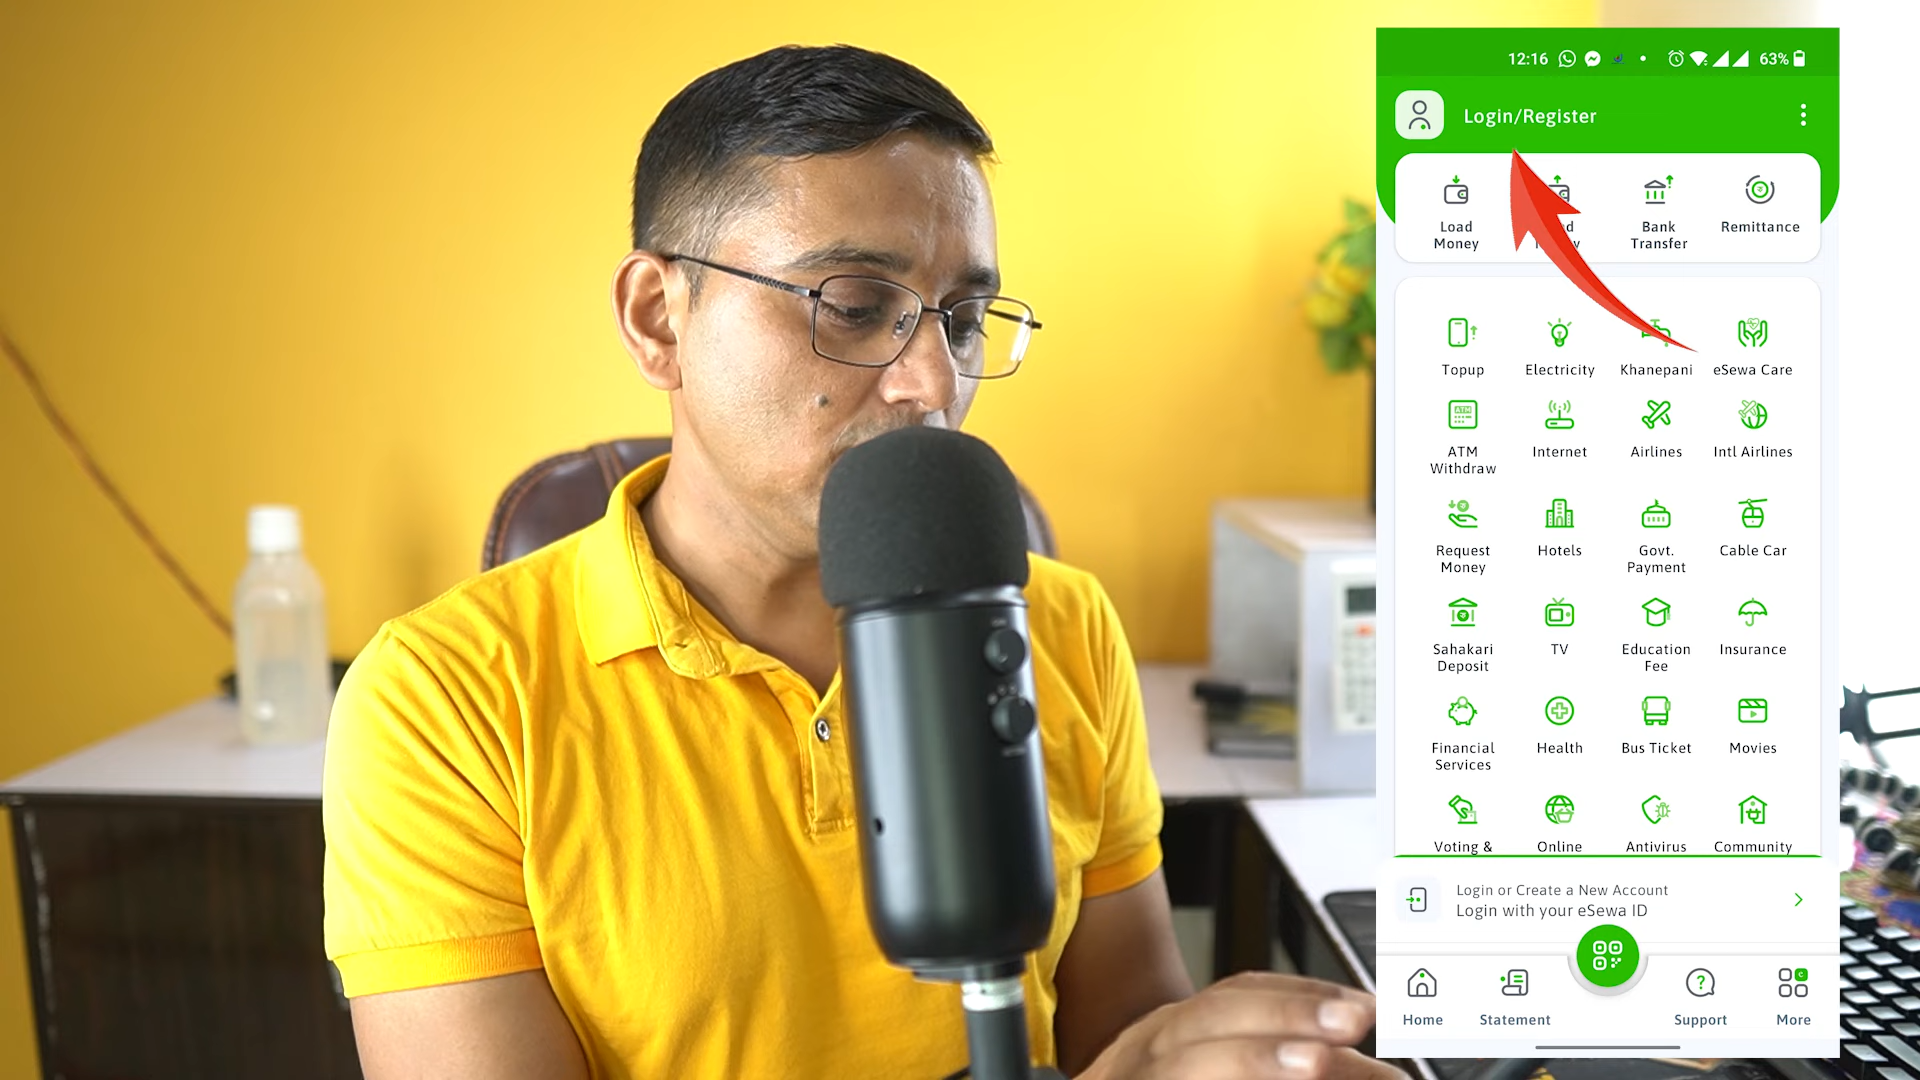 12:16
63%
Login/Register
Load
Money
Bank
Transfer
Remittance
Topup
Electricity
Khanepani
eSewa Care
ATM
Withdraw
Internet
Airlines
Intl Airlines
Request
Money
Hotels
Govt.
Payment
Cable Car
Sahakari
Deposit
TV
Education
Fee
Insurance
Financial
Services
Health
Bus Ticket
Movies
Voting &
Online
Antivirus
Community
Login or Create a New Account
Login with your eSewa ID
Home
Statement
Support
More